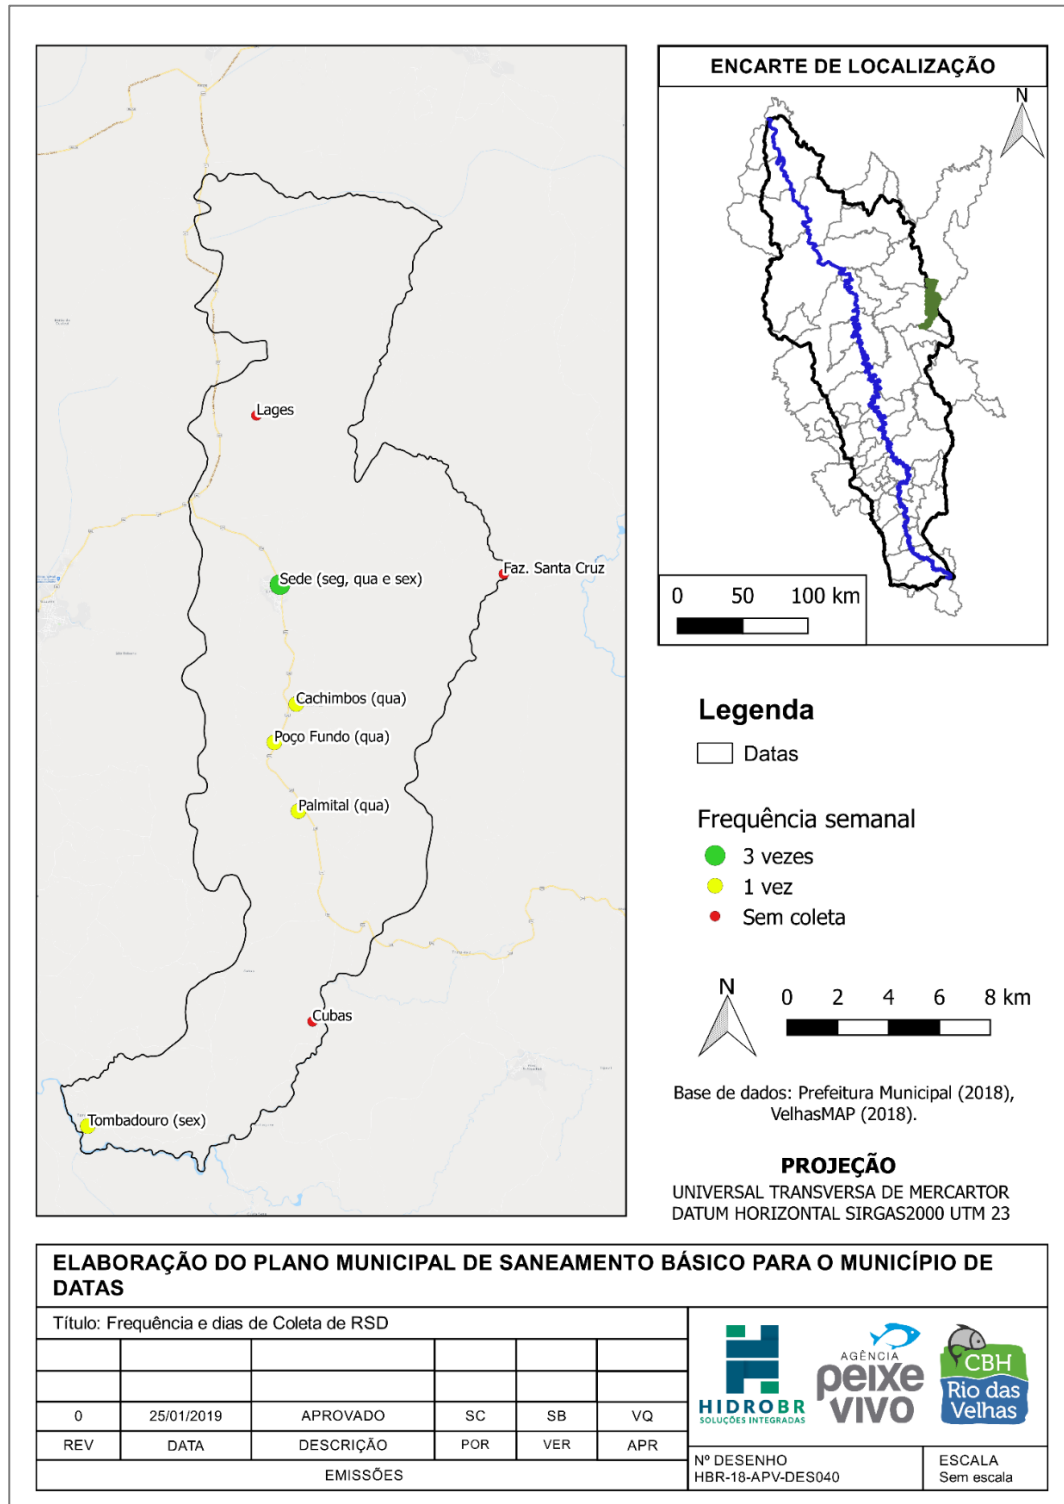 ENCARTE DE LOCALIZAÇÃO
N
0 50 100 km
Lages
Faz. Santa Cruz
Sede (seg, qua e sex)
Cachimbos (qua)
Poço Fundo (qua)
Palmital (qua)
Cubas
Tombadouro (sex)
Legenda
Datas
Frequência semanal
3 vezes
1 vez
Sem coleta
N
0 2 4 6 8 km
Base de dados: Prefeitura Municipal (2018),
VelhasMAP (2018).
PROJEÇÃO
UNIVERSAL TRANSVERSA DE MERCARTOR
DATUM HORIZONTAL SIRGAS2000 UTM 23
ELABORAÇÃO DO PLANO MUNICIPAL DE SANEAMENTO BÁSICO PARA O MUNICÍPIO DE
DATAS
Título: Frequência e dias de Coleta de RSD
0 25/01/2019 APROVADO SC SB VQ
REV DATA DESCRIÇÃO POR VER APR
EMISSÕES
HIDROBR
SOLUÇÕES INTEGRADAS
AGÊNCIA
peixe
vivo
CBH
Rio das
Velhas
Nº DESENHO
HBR-18-APV-DES040
ESCALA
Sem escala